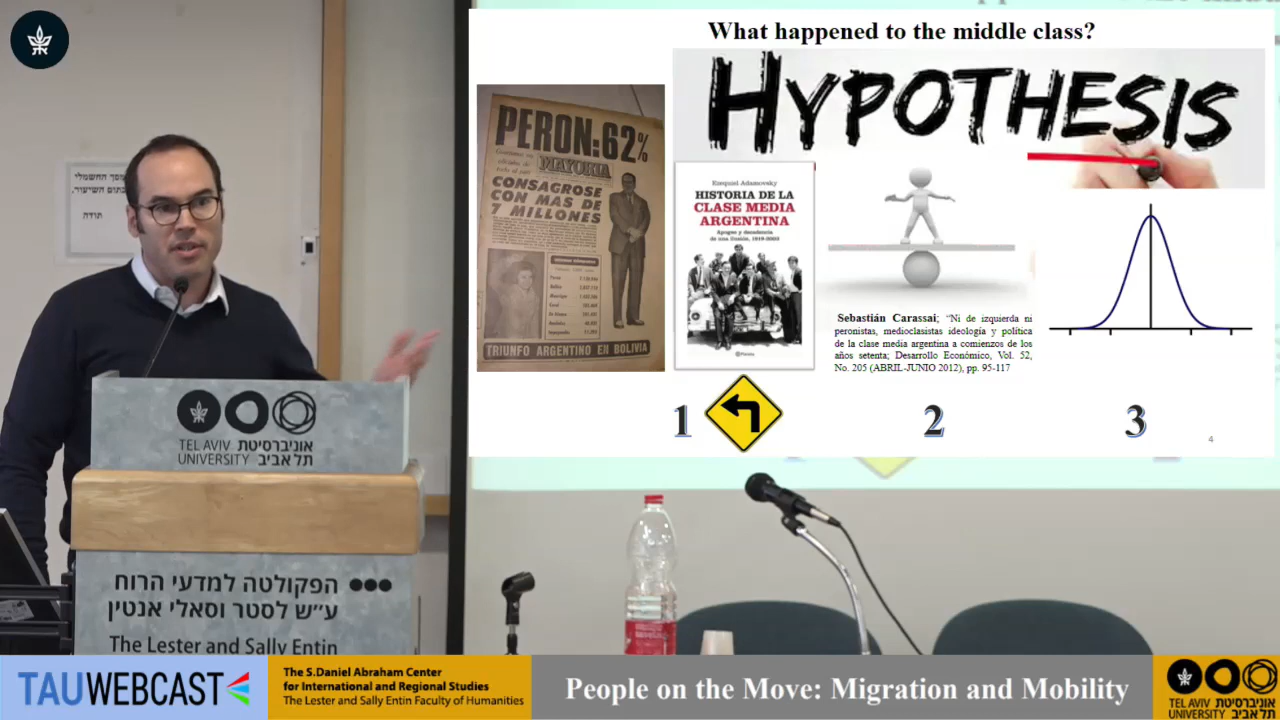 What happened to the middle class?
HYPOTHESIS
PERON: 62%
MAYORIA
CONSAGROSE
CON MAS DE
7 MILLONES
TRIUNFO ARGENTINO EN BOLIVIA
Ezequiel Adamovsky
HISTORIA DE LA
CLASE MEDIA
ARGENTINA
Apogeo y decadencia
de una ilusión, 1919-2003
Planeta
Sebastián Carassai; "Ni de izquierda ni
peronistas, medioclasistas ideología y política
de la clase media argentina a comienzos de los
años setenta; Desarrollo Económico, Vol. 52,
No. 205 (ABRIL-JUNIO 2012), pp. 95-117
1
2
3
4
מסך החשמלי
בתום השיעור.
תודה
TEL AVIV אוניברסיטת
UNIVERSITY תל אביב
הפקולטה למדעי הרוח
ע״ש לסטר וסאלי אנטין
The Lester and Sally Entin
TAUWEBCAST
The S.Daniel Abraham Center
for International and Regional Studies
The Lester and Sally Entin Faculty of Humanities
People on the Move: Migration and Mobility
TEL AVIV אוניברסיטת
UNIVERSITY תל אביב